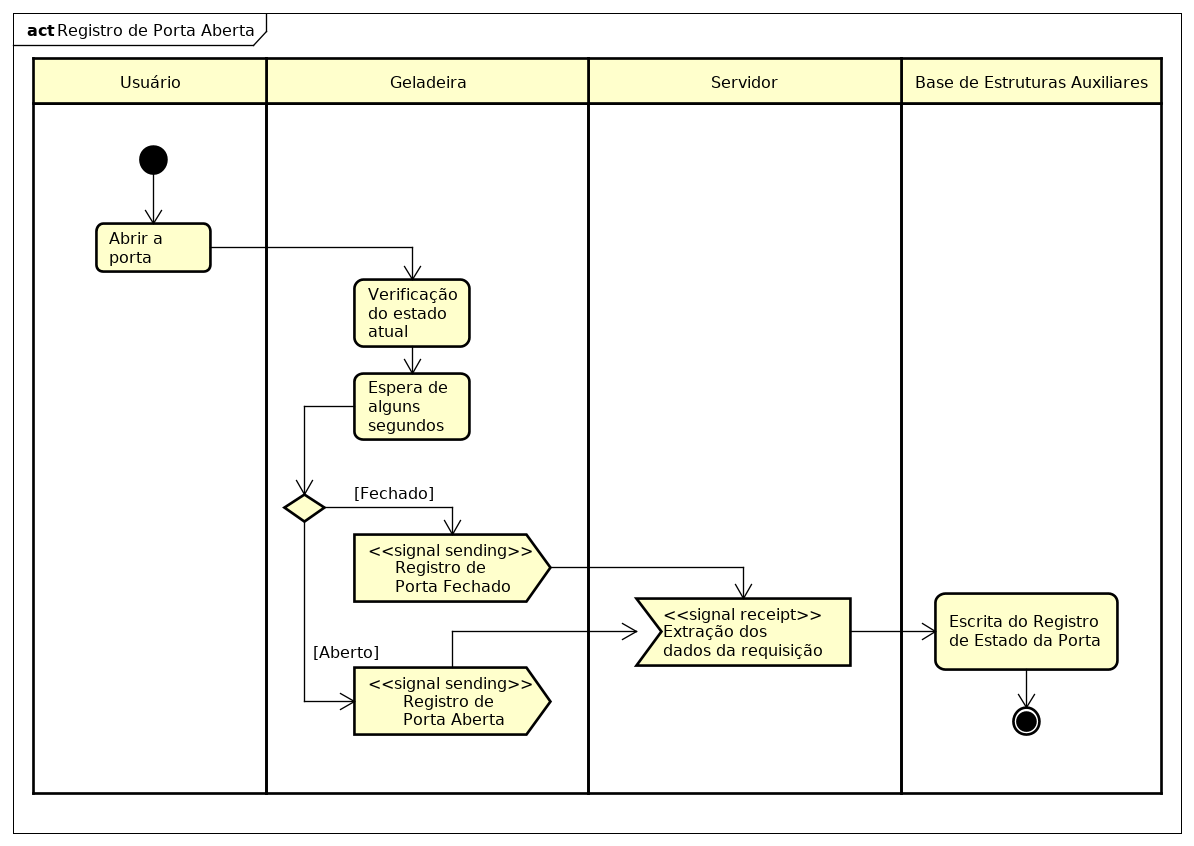 act Registro de Porta Aberta
Usuário
Geladeira
Servidor
Base de Estruturas Auxiliares
Abrir a
porta
Verificação
do estado
atual
Espera de
alguns
segundos
[Fechado]
<<signal sending>>
Registro de
Porta Fechado
<<signal receipt>>
Extração dos
dados da requisição
Escrita do Registro
de Estado da Porta
[Aberto]
<<signal sending>>
Registro de
Porta Aberta